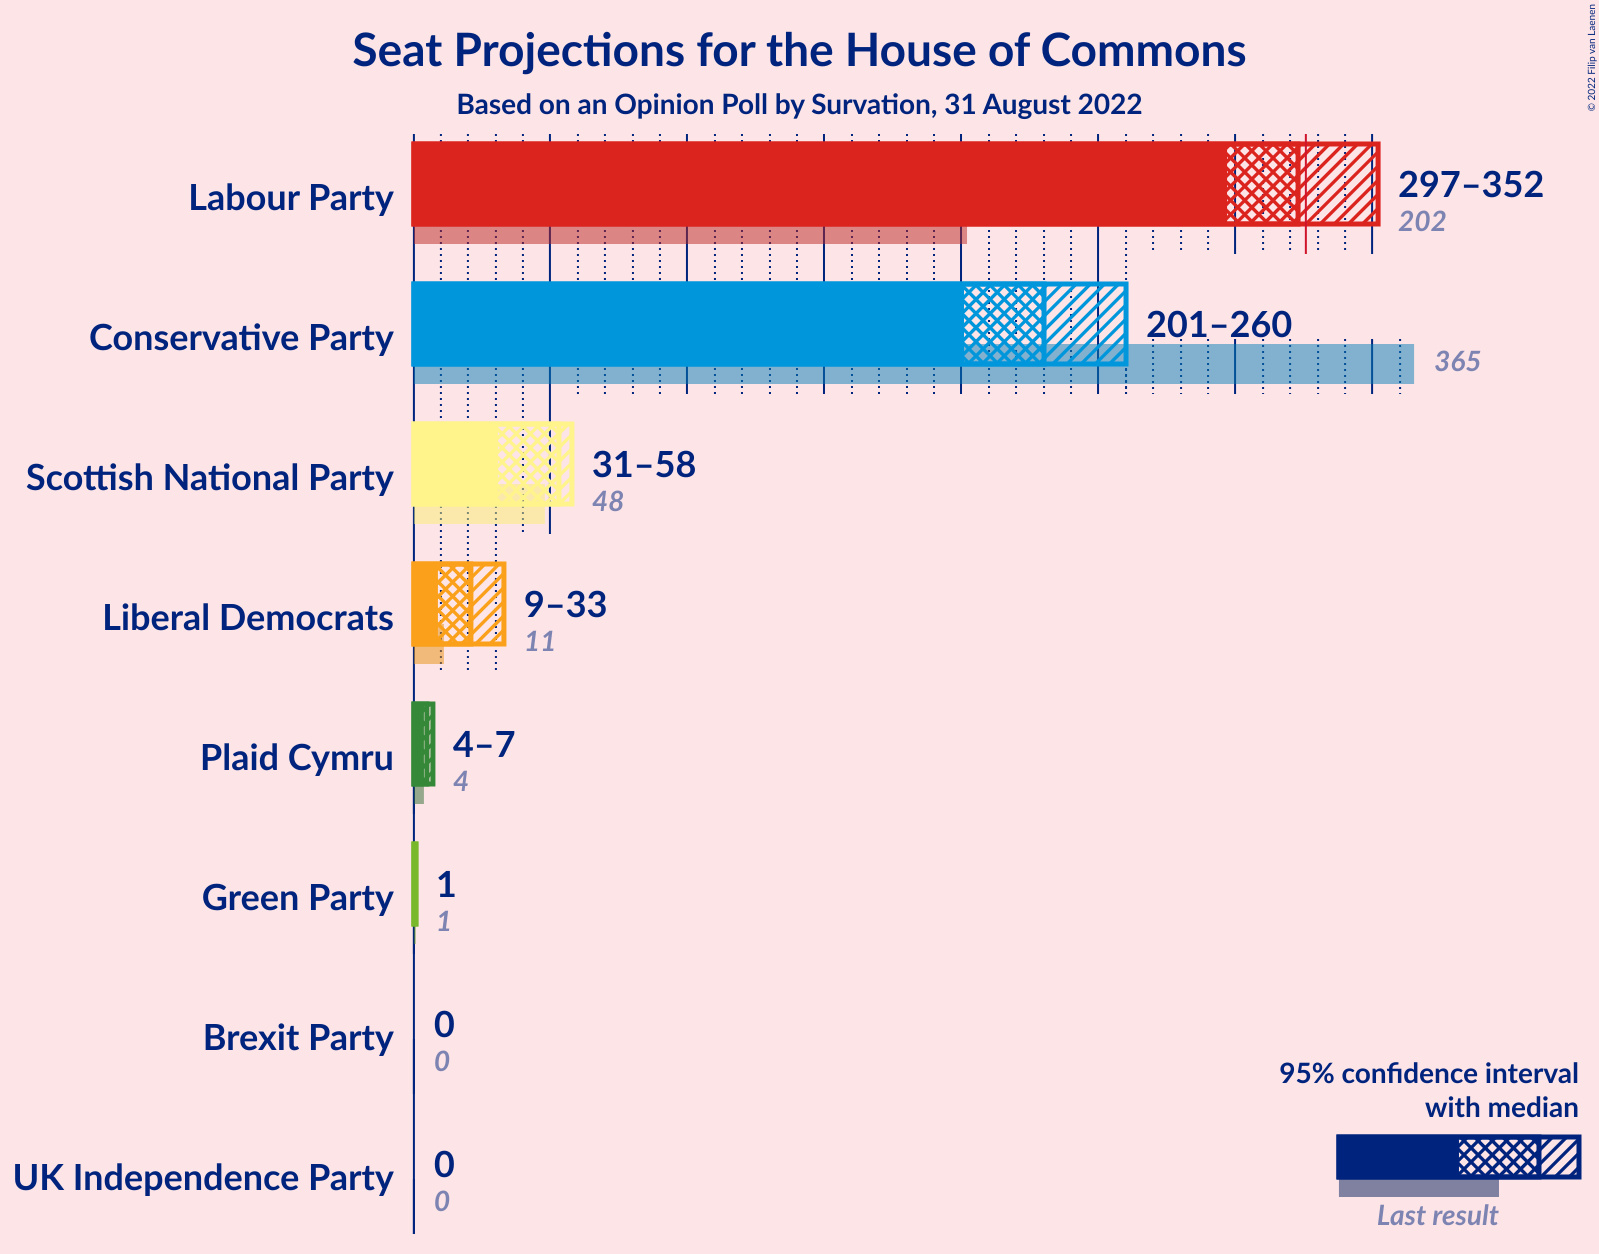 Seat Projections for the House of Commons
Based on an Opinion Poll by Survation, 31 August 2022
© 2022 Filip van Laenen
Labour Party
297–352
202
Conservative Party
201–260
365
Scottish National Party
31–58
48
Liberal Democrats
9–33
11
Plaid Cymru
4–7
4
Green Party
1
1
Brexit Party
0
0
UK Independence Party
0
0
95% confidence interval
with median
Last result